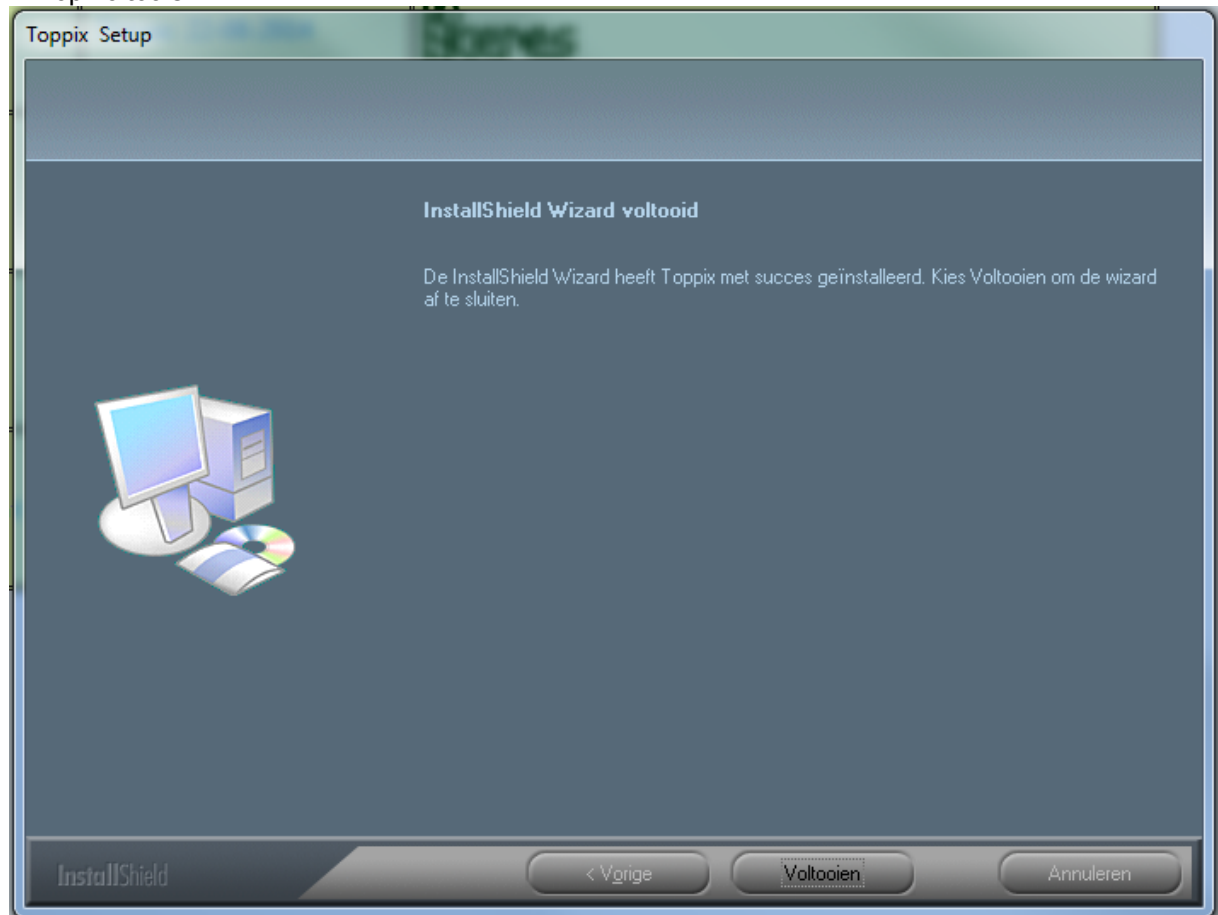 Toppix Setup
InstallShield Wizard voltooid
De InstallShield Wizard heeft Toppix met succes geïnstalleerd. Kies Voltooien om de wizard
af te sluiten.
InstallShield
< Vorige
Voltooien
Annuleren